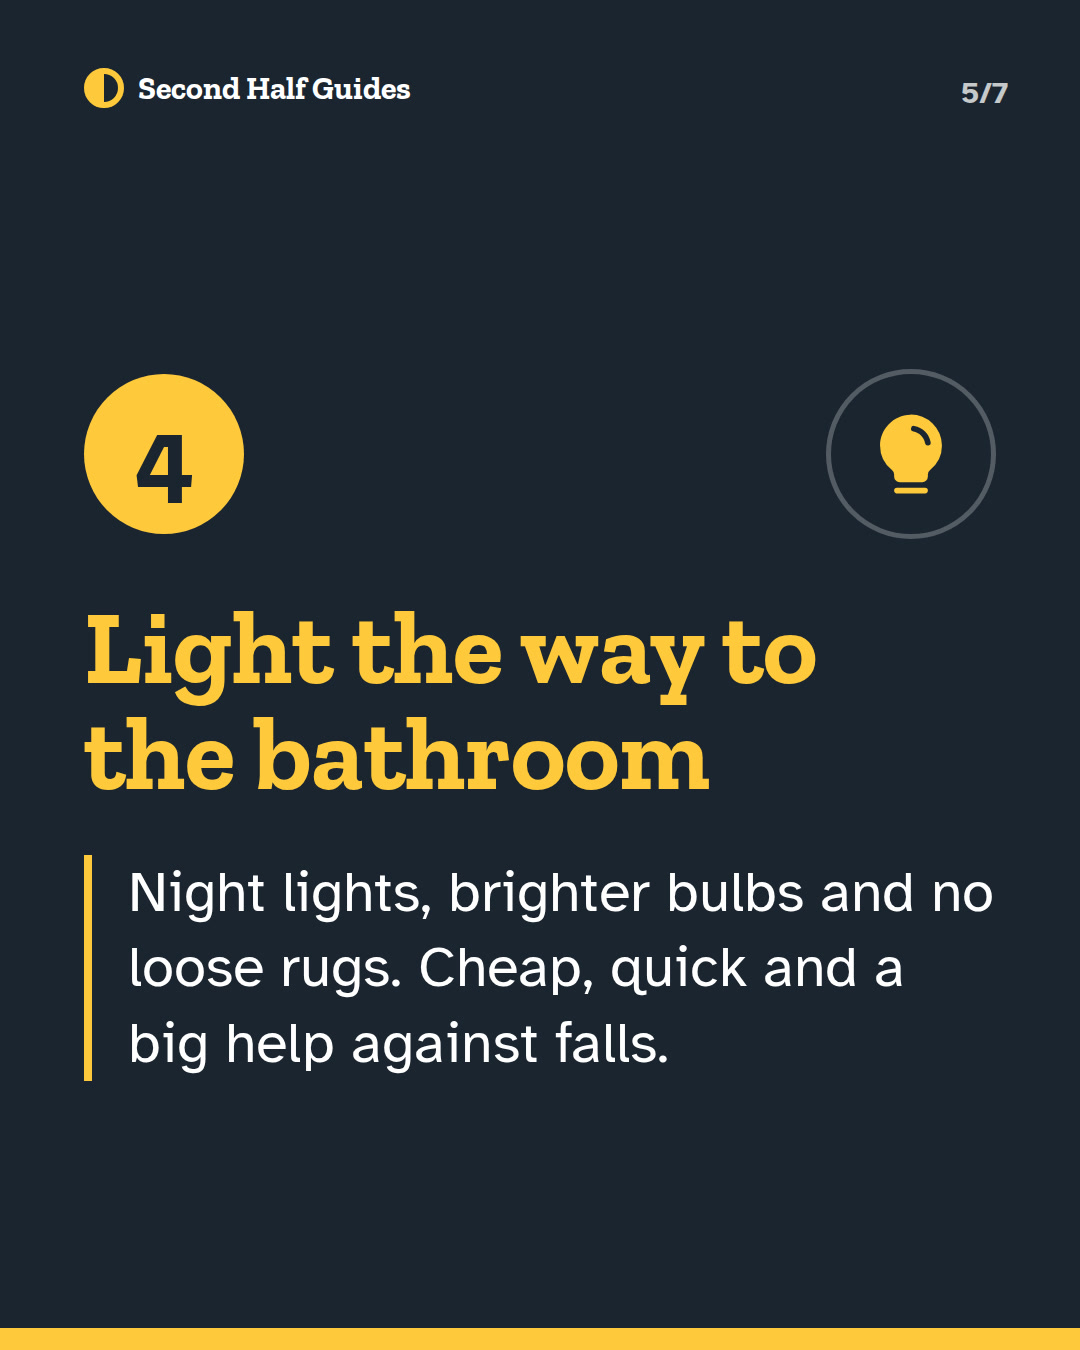 Second Half Guides
5/7
4
Light the way to
the bathroom
Night lights, brighter bulbs and no
loose rugs. Cheap, quick and a
big help against falls.